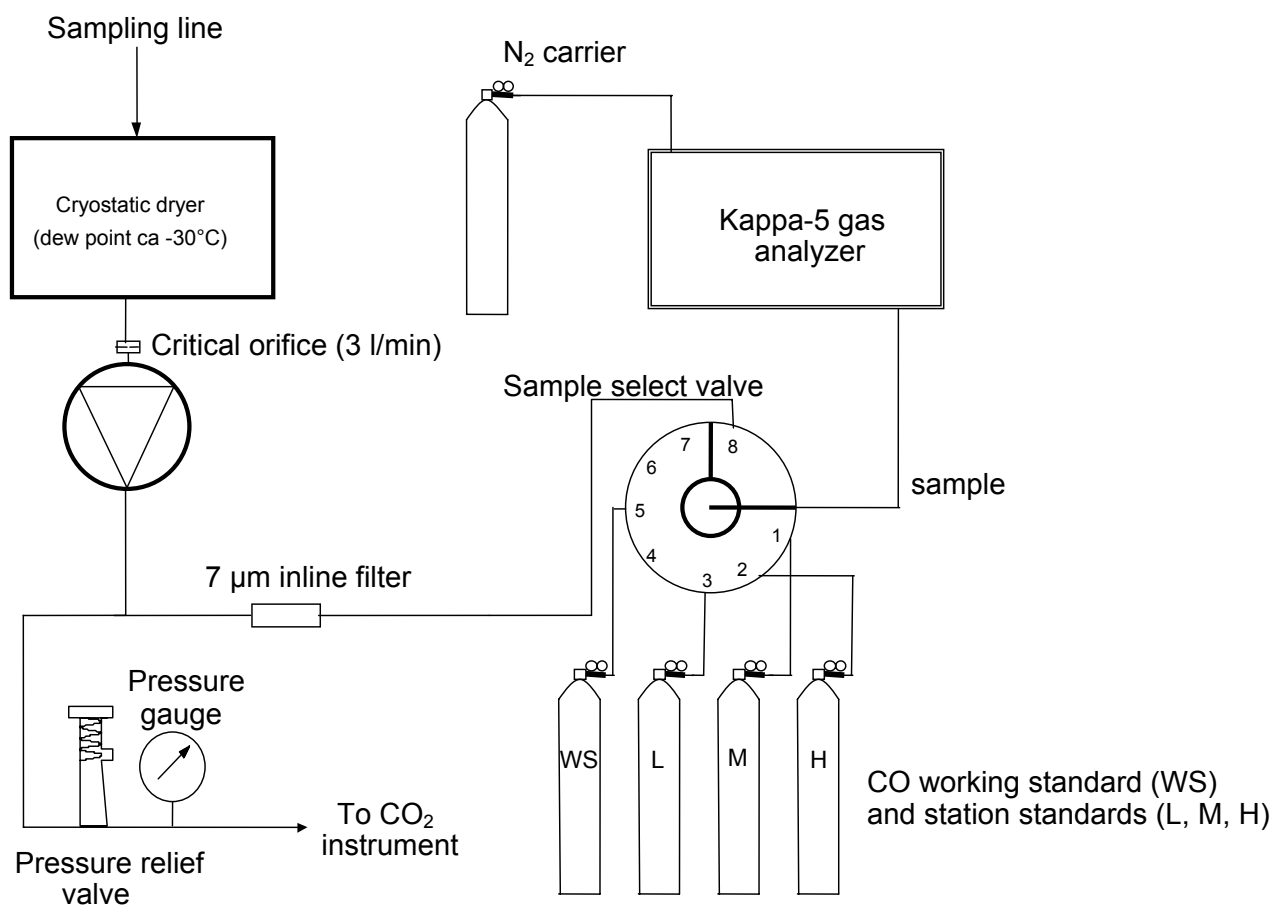 Sampling line
N₂ carrier
Cryostatic dryer
(dew point ca -30°C)
Kappa-5 gas
analyzer
Critical orifice (3 l/min)
Sample select valve
7
8
6
5
1
4
2
3
sample
7 µm inline filter
Pressure
gauge
WS
L
M
H
CO working standard (WS)
and station standards (L, M, H)
To CO₂
instrument
Pressure relief
valve